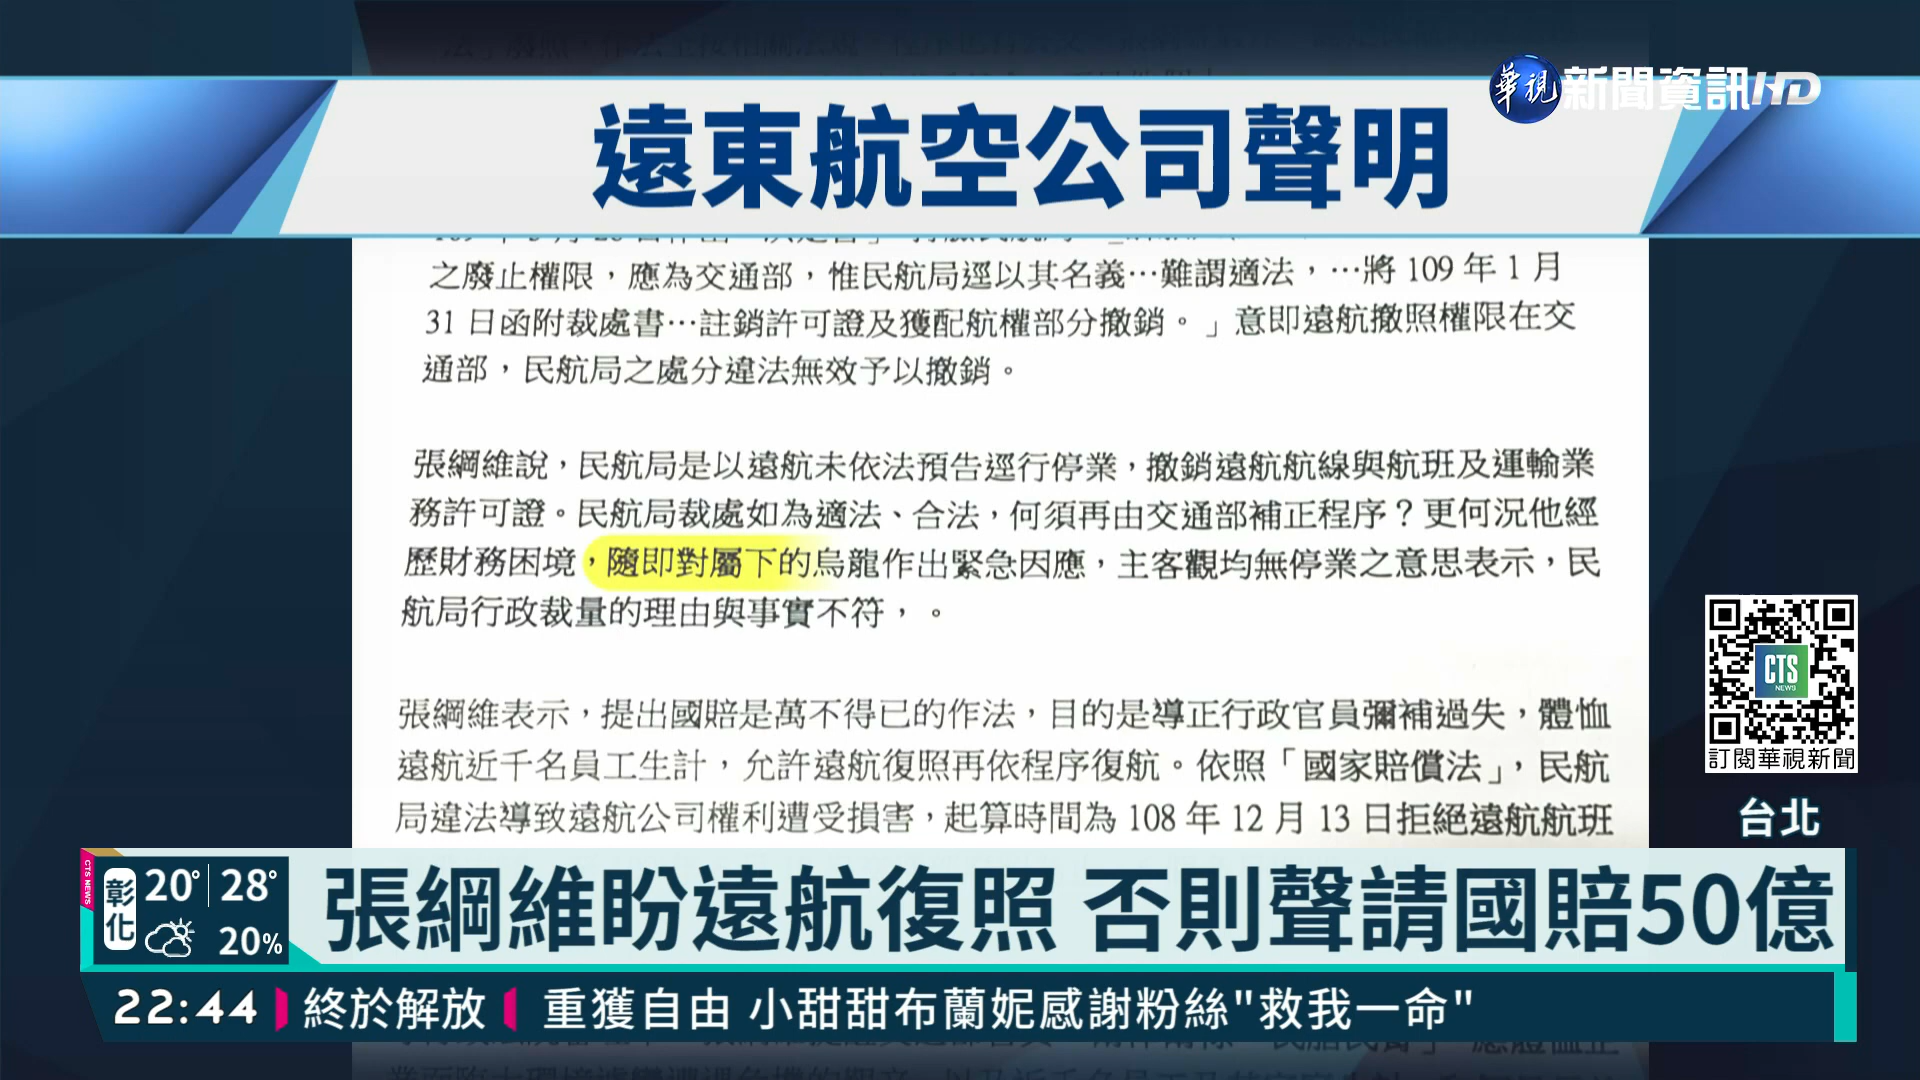 華視 新聞資訊HD
遠東航空公司聲明
之廢止權限，應為交通部，惟民航局逕以其名義…難謂適法，…將 109 年 1 月
31 日函附裁處書…註銷許可證及獲配航權部分撤銷。」意即遠航撤照權限在交
通部，民航局之處分違法無效予以撤銷。
張綱維說，民航局是以遠航未依法預告逕行停業，撤銷遠航航線與航班及運輸業
務許可證。民航局裁處如為適法、合法，何須再由交通部補正程序？更何況他經
歷財務困境，隨即對屬下的烏龍作出緊急因應，主客觀均無停業之意思表示，民
航局行政裁量的理由與事實不符，。
張綱維表示，提出國賠是萬不得已的作法，目的是導正行政官員彌補過失，體恤
遠航近千名員工生計，允許遠航復照再依程序復航。依照「國家賠償法」，民航
局違法導致遠航公司權利遭受損害，起算時間為 108 年 12 月 13 日拒絕遠航航班
CTS
NEWS
訂閱華視新聞
台北
CTS NEWS
彰化
20° 28°
20%
張綱維盼遠航復照 否則聲請國賠50億
22:44 終於解放 重獲自由 小甜甜布蘭妮感謝粉絲"救我一命"